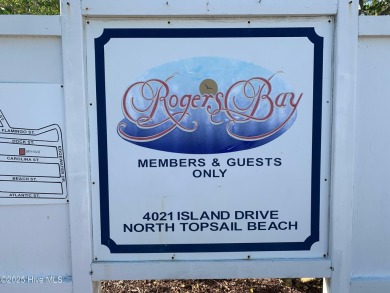 Rogers Bay
MEMBERS & GUESTS
ONLY
4021 ISLAND DRIVE
NORTH TOPSAIL BEACH
FLAMINGO ST.
DOCK ST.
CAROLINA ST.
BEACH ST.
ATLANTIC ST.
©2025 Hive MLS